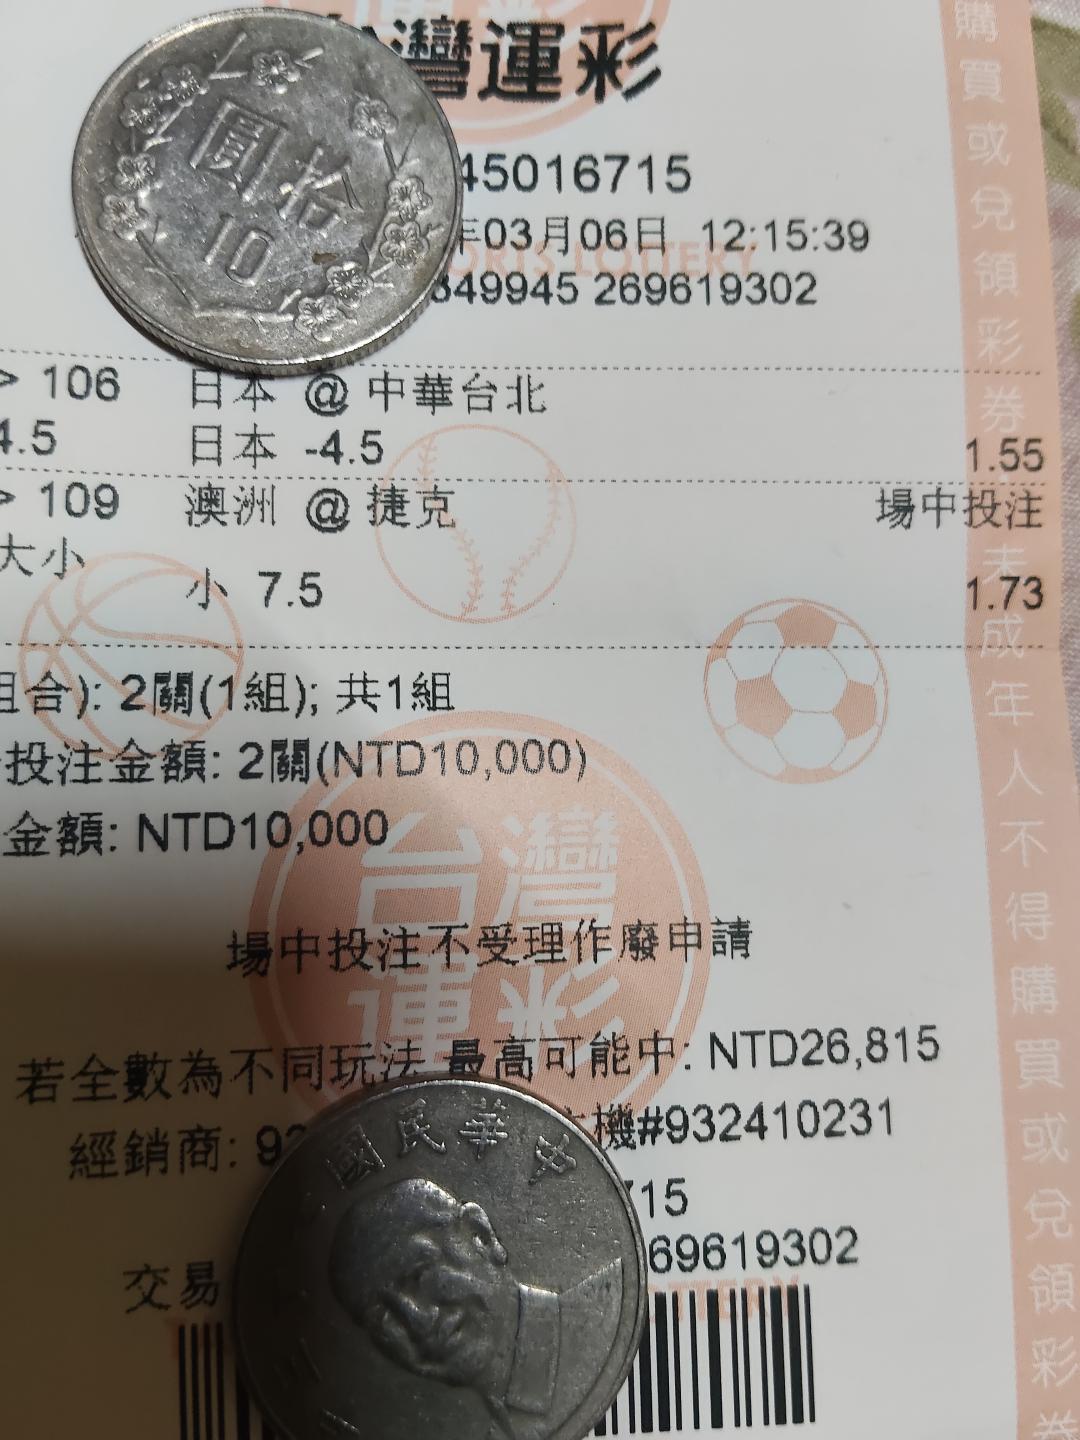 灣運彩
45016715
年03月06日 12:15:39
849945 269619302
圓拾
10
> 106 日本 @ 中華台北
4.5 日本 -4.5 1.55
> 109 澳洲 @ 捷克 場中投注
大小
小 7.5 1.73
組合): 2關(1組); 共1組
投注金額: 2關(NTD10,000)
金額: NTD10,000
台灣
運彩
場中投注不受理作廢申請
若全數為不同玩法 最高可能中: NTD26,815
經銷商: 93 機#932410231
715
69619302
交易
國民華中
購買或兌領彩券.未成年人不得購買或兌領彩券